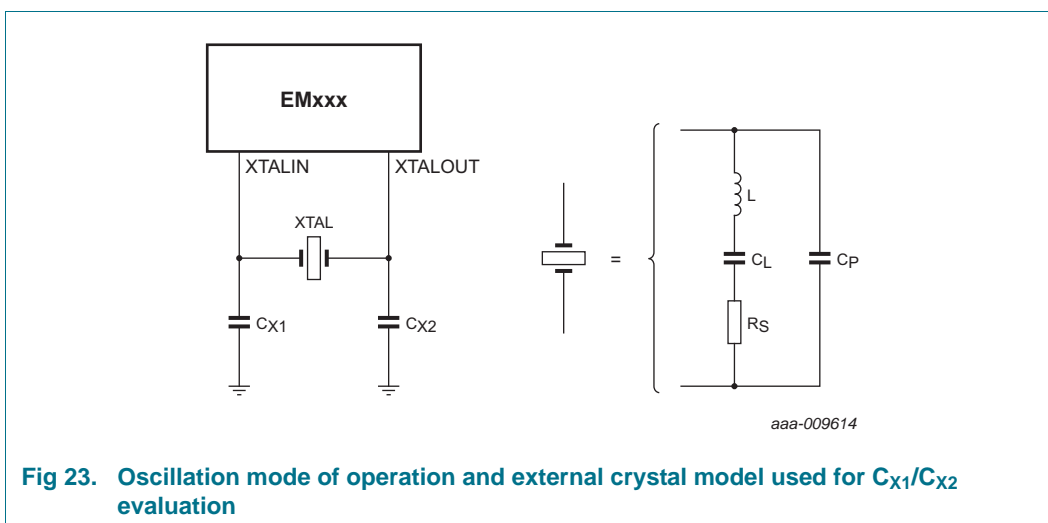 EMxxx
XTALIN
XTALOUT
XTAL
CX1
CX2
=
L
CL
CP
RS
aaa-009614
Fig 23. Oscillation mode of operation and external crystal model used for CX1/CX2
evaluation